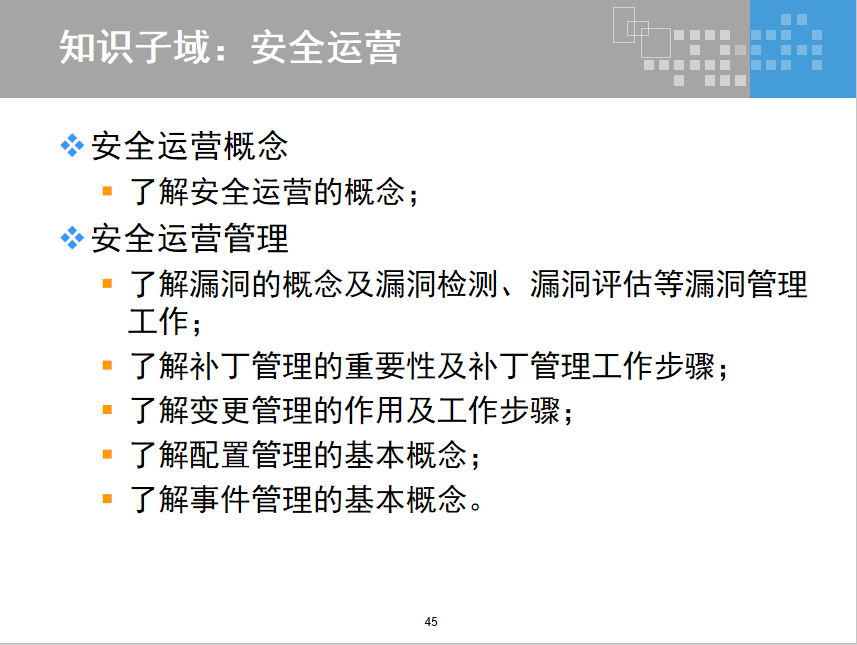 知识子域：安全运营
安全运营概念
了解安全运营的概念；
安全运营管理
了解漏洞的概念及漏洞检测、漏洞评估等漏洞管理
工作；
了解补丁管理的重要性及补丁管理工作步骤；
了解变更管理的作用及工作步骤；
了解配置管理的基本概念；
了解事件管理的基本概念。
45